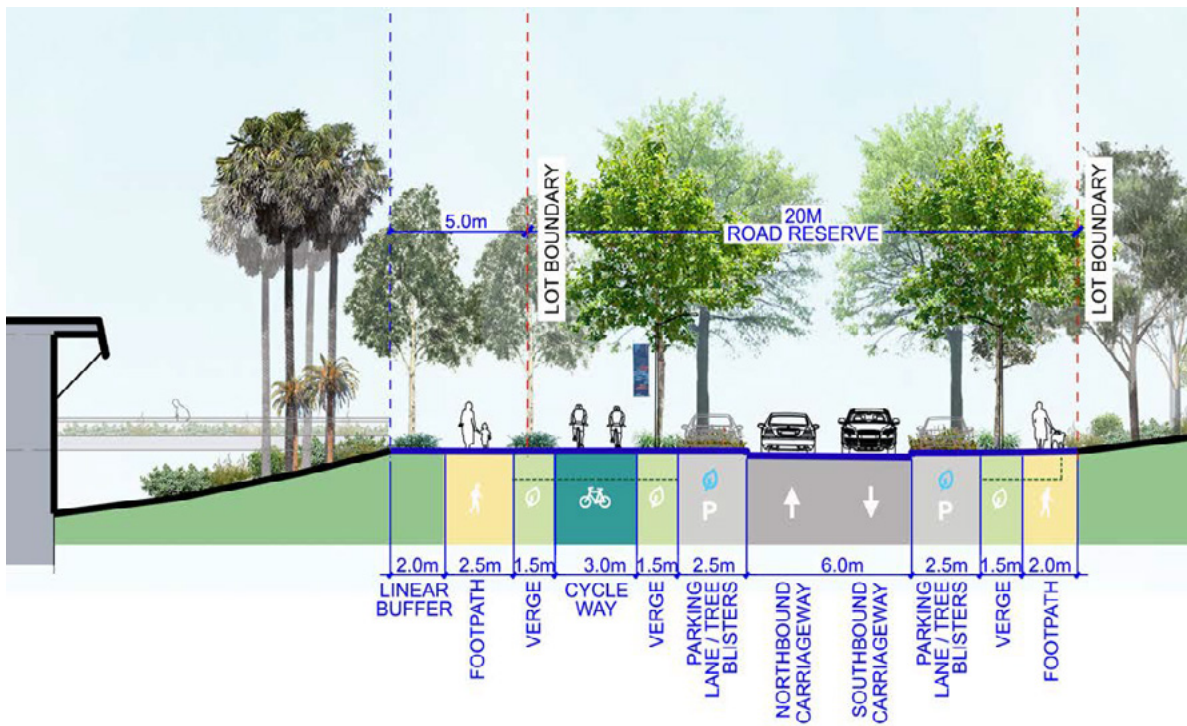 5.0m
LOT BOUNDARY
20M
ROAD RESERVE
LOT BOUNDARY
P
P
2.0m
2.5m
1.5m
3.0m
1.5m
2.5m
6.0m
2.5m
1.5m
2.0m
LINEAR
BUFFER
FOOTPATH
VERGE
CYCLE
WAY
VERGE
PARKING
LANE / TREE
BLISTERS
NORTHBOUND
CARRIAGEWAY
SOUTHBOUND
CARRIAGEWAY
PARKING
LANE / TREE
BLISTERS
VERGE
FOOTPATH